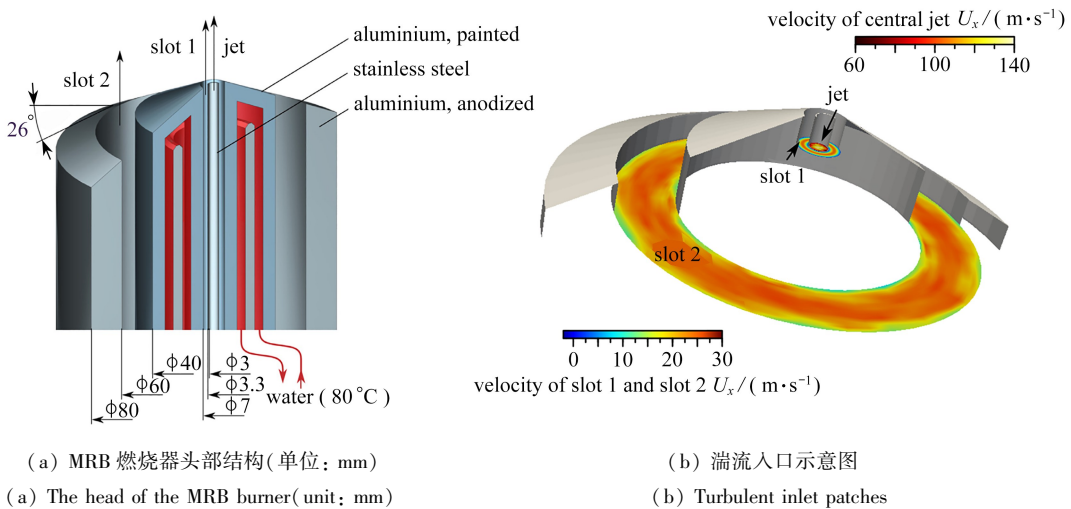 slot 1
jet
slot 2
aluminium, painted
stainless steel
aluminium, anodized
26°
ϕ40
ϕ60
ϕ80
ϕ3
ϕ3.3
ϕ7
water ( 80 °C )
(a) MRB 燃烧器头部结构(单位: mm)
(a) The head of the MRB burner(unit: mm)
velocity of central jet Uₓ/( m·s⁻¹)
60 100 140
jet
slot 1
slot 2
0 10 20 30
velocity of slot 1 and slot 2 Uₓ/( m·s⁻¹)
(b) 湍流入口示意图
(b) Turbulent inlet patches